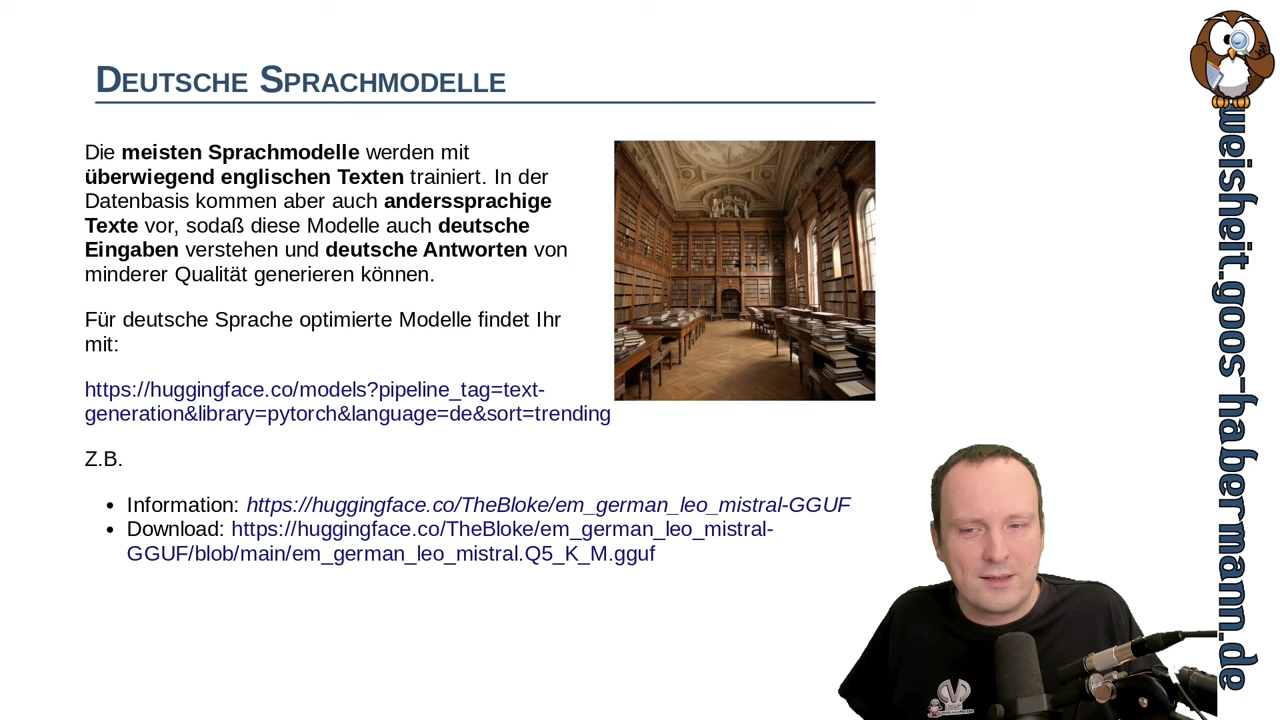 Deutsche Sprachmodelle
Die meisten Sprachmodelle werden mit
überwiegend englischen Texten trainiert. In der
Datenbasis kommen aber auch anderssprachige
Texte vor, sodaß diese Modelle auch deutsche
Eingaben verstehen und deutsche Antworten von
minderer Qualität generieren können.
Für deutsche Sprache optimierte Modelle findet Ihr
mit:
https://huggingface.co/models?pipeline_tag=text-
generation&library=pytorch&language=de&sort=trending
Z.B.
• Information: https://huggingface.co/TheBloke/em_german_leo_mistral-GGUF
• Download: https://huggingface.co/TheBloke/em_german_leo_mistral-
GGUF/blob/main/em_german_leo_mistral.Q5_K_M.gguf
weisheit.goos-habermann.de